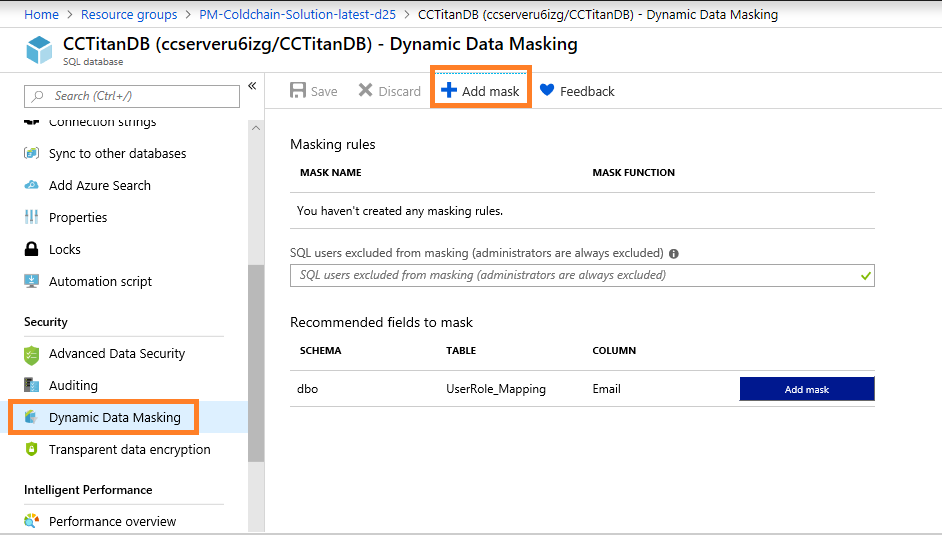 Home > Resource groups > PM-Coldchain-Solution-latest-d25 > CCTitanDB (ccserveru6izg/CCTitanDB) - Dynamic Data Masking
CCTitanDB (ccserveru6izg/CCTitanDB) - Dynamic Data Masking
SQL database
Search (Ctrl+/)
Connection strings
Sync to other databases
Add Azure Search
Properties
Locks
Automation script
Security
Advanced Data Security
Auditing
Dynamic Data Masking
Transparent data encryption
Intelligent Performance
Performance overview
Save Discard Add mask Feedback
Masking rules
MASK NAME MASK FUNCTION
You haven't created any masking rules.
SQL users excluded from masking (administrators are always excluded)
SQL users excluded from masking (administrators are always excluded)
Recommended fields to mask
SCHEMA TABLE COLUMN
dbo UserRole_Mapping Email Add mask